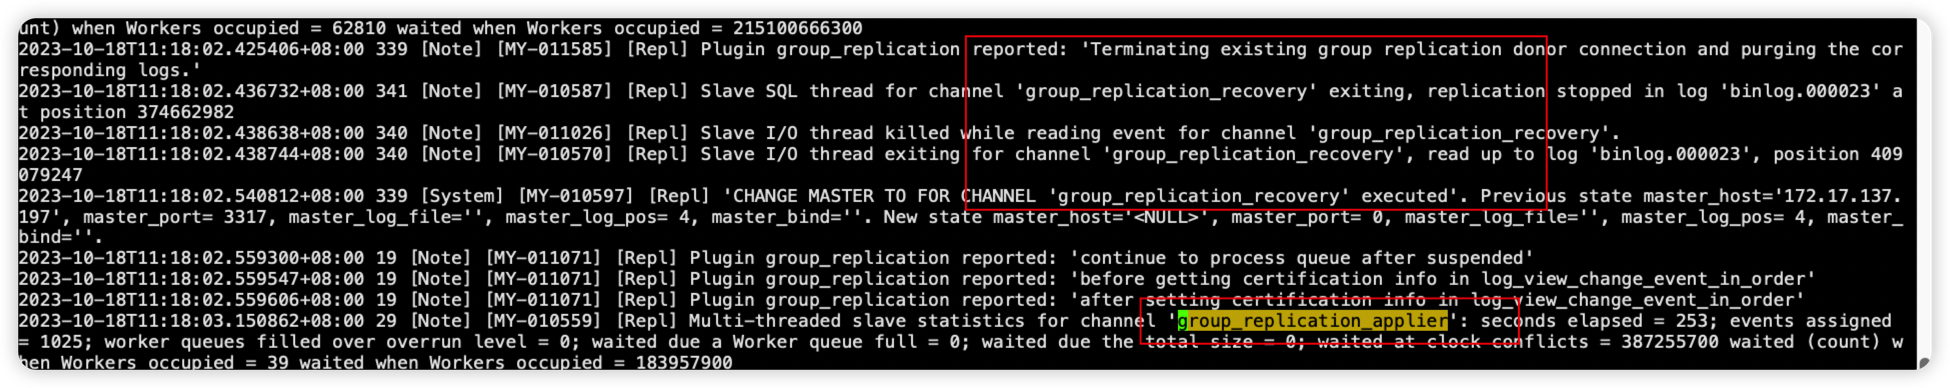 unt) when Workers occupied = 62810 waited when Workers occupied = 215100666300
2023-10-18T11:18:02.425406+08:00 339 [Note] [MY-011585] [Repl] Plugin group_replication reported: 'Terminating existing group replication donor connection and purging the cor
responding logs.'
2023-10-18T11:18:02.436732+08:00 341 [Note] [MY-010587] [Repl] Slave SQL thread for channel 'group_replication_recovery' exiting, replication stopped in log 'binlog.000023' a
t position 374662982
2023-10-18T11:18:02.438638+08:00 340 [Note] [MY-011026] [Repl] Slave I/O thread killed while reading event for channel 'group_replication_recovery'.
2023-10-18T11:18:02.438744+08:00 340 [Note] [MY-010570] [Repl] Slave I/O thread exiting for channel 'group_replication_recovery', read up to log 'binlog.000023', position 409
079247
2023-10-18T11:18:02.540812+08:00 339 [System] [MY-010597] [Repl] 'CHANGE MASTER TO FOR CHANNEL 'group_replication_recovery' executed'. Previous state master_host='172.17.137.
197', master_port= 3317, master_log_file='', master_log_pos= 4, master_bind=''. New state master_host='<NULL>', master_port= 0, master_log_file='', master_log_pos= 4, master_
bind=''.
2023-10-18T11:18:02.559300+08:00 19 [Note] [MY-011071] [Repl] Plugin group_replication reported: 'continue to process queue after suspended'
2023-10-18T11:18:02.559547+08:00 19 [Note] [MY-011071] [Repl] Plugin group_replication reported: 'before getting certification info in log_view_change_event_in_order'
2023-10-18T11:18:02.559606+08:00 19 [Note] [MY-011071] [Repl] Plugin group_replication reported: 'after setting certification info in log_view_change_event_in_order'
2023-10-18T11:18:03.150862+08:00 29 [Note] [MY-010559] [Repl] Multi-threaded slave statistics for channel 'group_replication_applier': seconds elapsed = 253; events assigned
= 1025; worker queues filled over overrun level = 0; waited due a Worker queue full = 0; waited due the total size = 0; waited at clock conflicts = 387255700 waited (count) w
hen Workers occupied = 39 waited when Workers occupied = 183957900